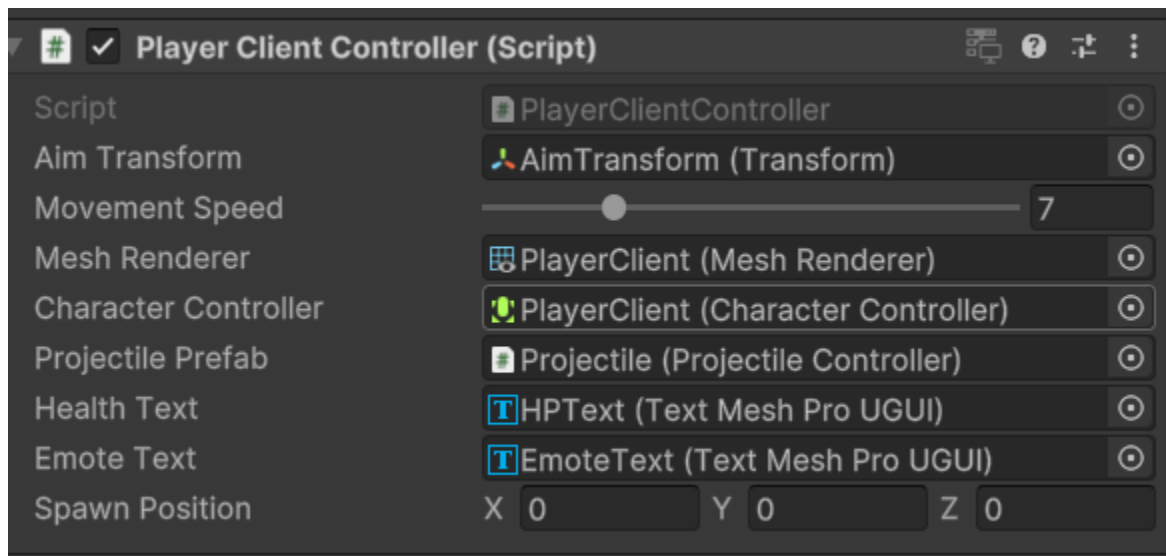 Player Client Controller (Script)
Script PlayerClientController
Aim Transform AimTransform (Transform)
Movement Speed 7
Mesh Renderer PlayerClient (Mesh Renderer)
Character Controller PlayerClient (Character Controller)
Projectile Prefab Projectile (Projectile Controller)
Health Text HPText (Text Mesh Pro UGUI)
Emote Text EmoteText (Text Mesh Pro UGUI)
Spawn Position X 0 Y 0 Z 0